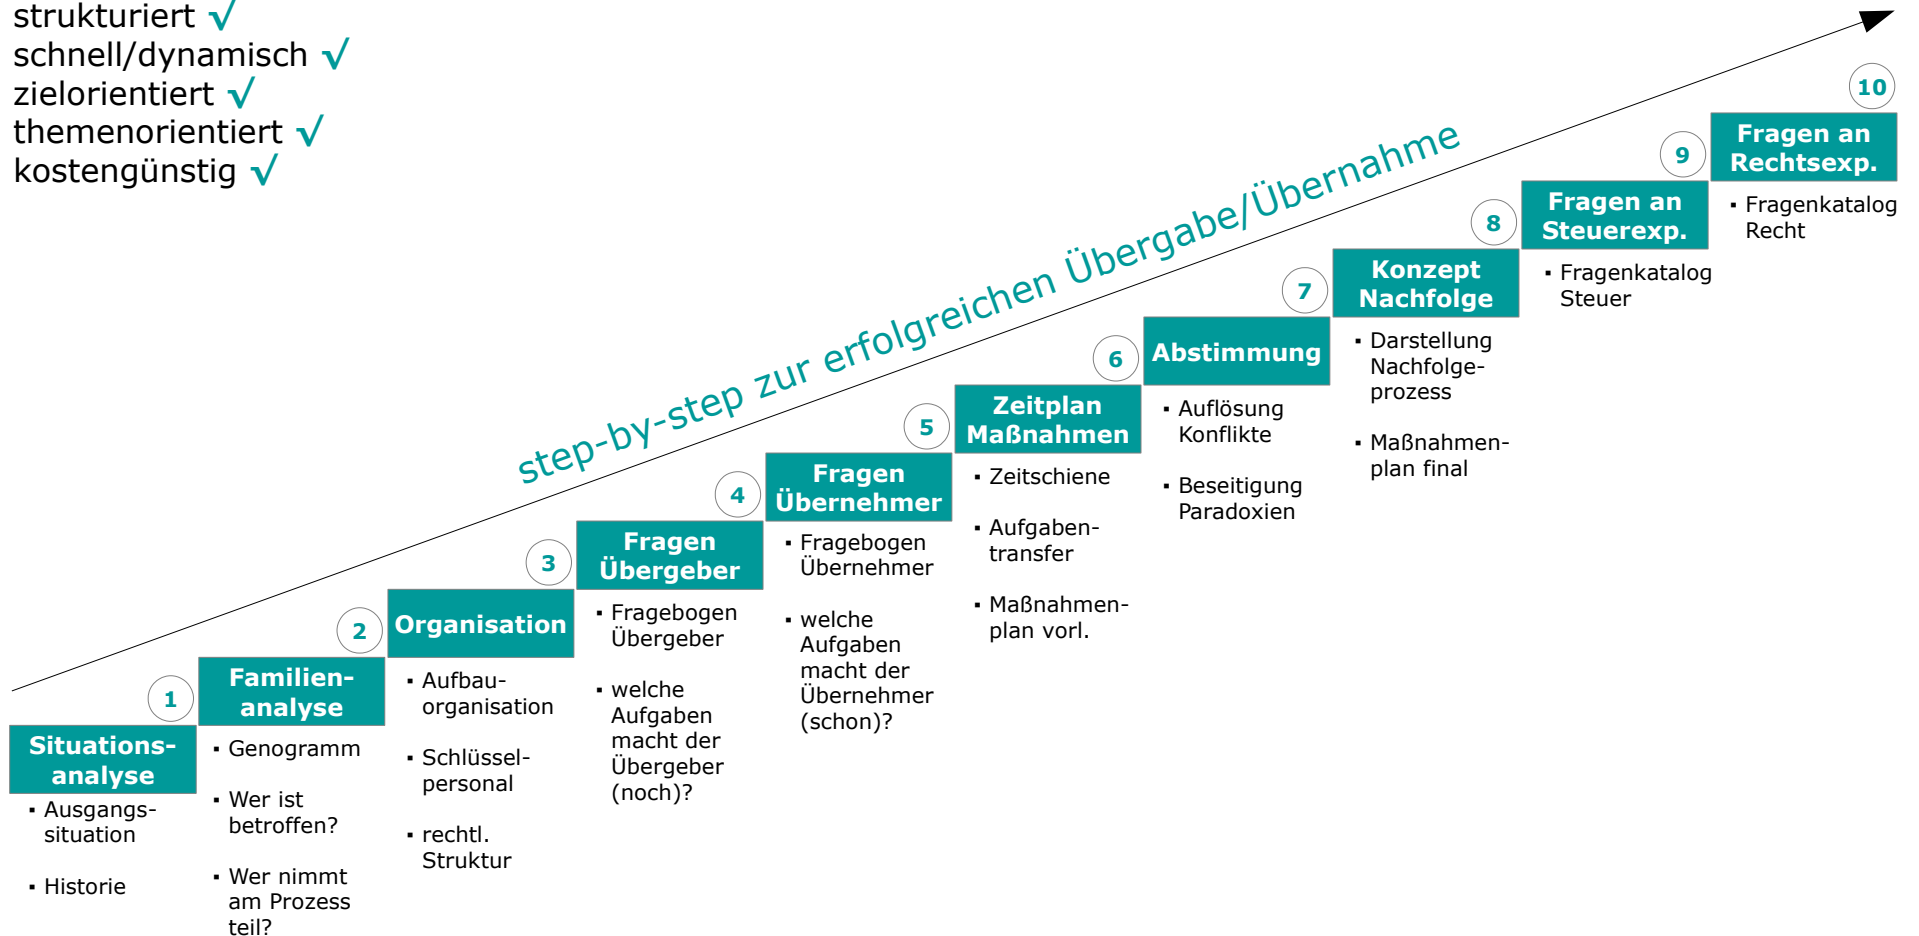 strukturiert √
schnell/dynamisch √
zielorientiert √
themenorientiert √
kostengünstig √
step-by-step zur erfolgreichen Übergabe/Übernahme
1
Situations-
analyse
▪ Ausgangs-
situation
▪ Historie
2
Familien-
analyse
▪ Genogramm
▪ Wer ist
betroffen?
▪ Wer nimmt
am Prozess
teil?
3
Organisation
▪ Aufbau-
organisation
▪ Schlüssel-
personal
▪ rechtl.
Struktur
4
Fragen
Übergeber
▪ Fragebogen
Übergeber
▪ welche
Aufgaben
macht der
Übergeber
(noch)?
5
Fragen
Übernehmer
▪ Fragebogen
Übernehmer
▪ welche
Aufgaben
macht der
Übernehmer
(schon)?
6
Zeitplan
Maßnahmen
▪ Zeitschiene
▪ Aufgaben-
transfer
▪ Maßnahmen-
plan vorl.
7
Abstimmung
▪ Auflösung
Konflikte
▪ Beseitigung
Paradoxien
8
Konzept
Nachfolge
▪ Darstellung
Nachfolge-
prozess
▪ Maßnahmen-
plan final
9
Fragen an
Steuerexp.
▪ Fragenkatalog
Steuer
10
Fragen an
Rechtsexp.
▪ Fragenkatalog
Recht